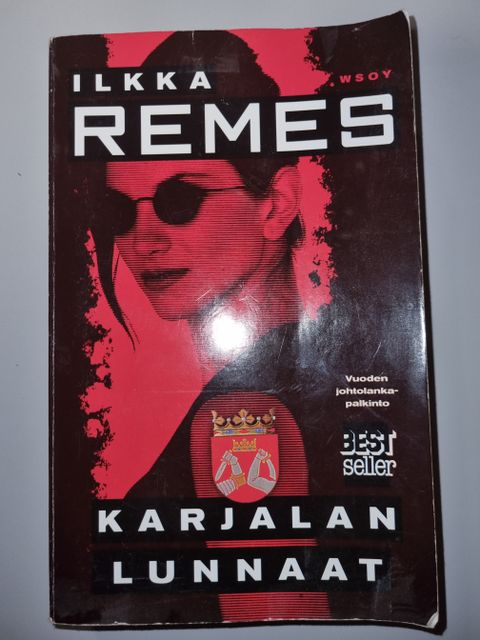 ILKKA
WSOY
REMES
Vuoden
johtolanka-
palkinto
BEST
seller
KARJALAN
LUNNAAT